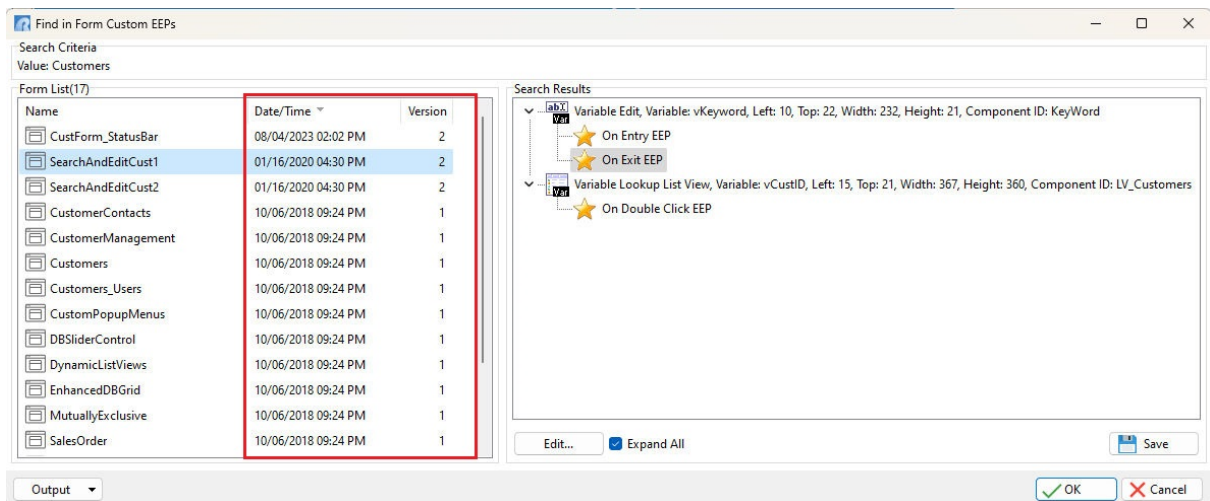 Find in Form Custom EEPs
Search Criteria
Value: Customers
Form List(17)
Name Date/Time Version
CustForm_StatusBar 08/04/2023 02:02 PM 2
SearchAndEditCust1 01/16/2020 04:30 PM 2
SearchAndEditCust2 01/16/2020 04:30 PM 2
CustomerContacts 10/06/2018 09:24 PM 1
CustomerManagement 10/06/2018 09:24 PM 1
Customers 10/06/2018 09:24 PM 1
Customers_Users 10/06/2018 09:24 PM 1
CustomPopupMenus 10/06/2018 09:24 PM 1
DBSliderControl 10/06/2018 09:24 PM 1
DynamicListViews 10/06/2018 09:24 PM 1
EnhancedDBGrid 10/06/2018 09:24 PM 1
MutuallyExclusive 10/06/2018 09:24 PM 1
SalesOrder 10/06/2018 09:24 PM 1
Search Results
abI Var Variable Edit, Variable: vKeyword, Left: 10, Top: 22, Width: 232, Height: 21, Component ID: KeyWord
On Entry EEP
On Exit EEP
Var Variable Lookup List View, Variable: vCustID, Left: 15, Top: 21, Width: 367, Height: 360, Component ID: LV_Customers
On Double Click EEP
Edit... Expand All Save
Output OK Cancel